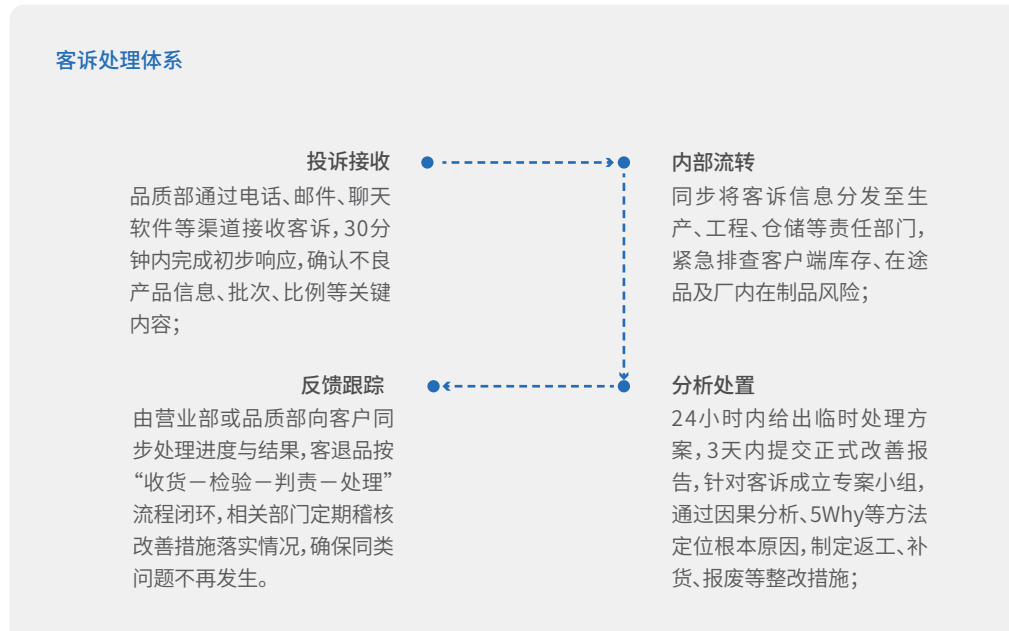 客诉处理体系
投诉接收
品质部通过电话、邮件、聊天
软件等渠道接收客诉，30分
钟内完成初步响应，确认不良
产品信息、批次、比例等关键
内容；
内部流转
同步将客诉信息分发至生
产、工程、仓储等责任部门，
紧急排查客户端库存、在途
品及厂内在制品风险；
分析处置
24小时内给出临时处理方
案，3天内提交正式改善报
告，针对客诉成立专案小组，
通过因果分析、5Why等方法
定位根本原因，制定返工、补
货、报废等整改措施；
反馈跟踪
由营业部或品质部向客户同
步处理进度与结果，客退品按
“收货－检验－判责－处理”
流程闭环，相关部门定期稽核
改善措施落实情况，确保同类
问题不再发生。